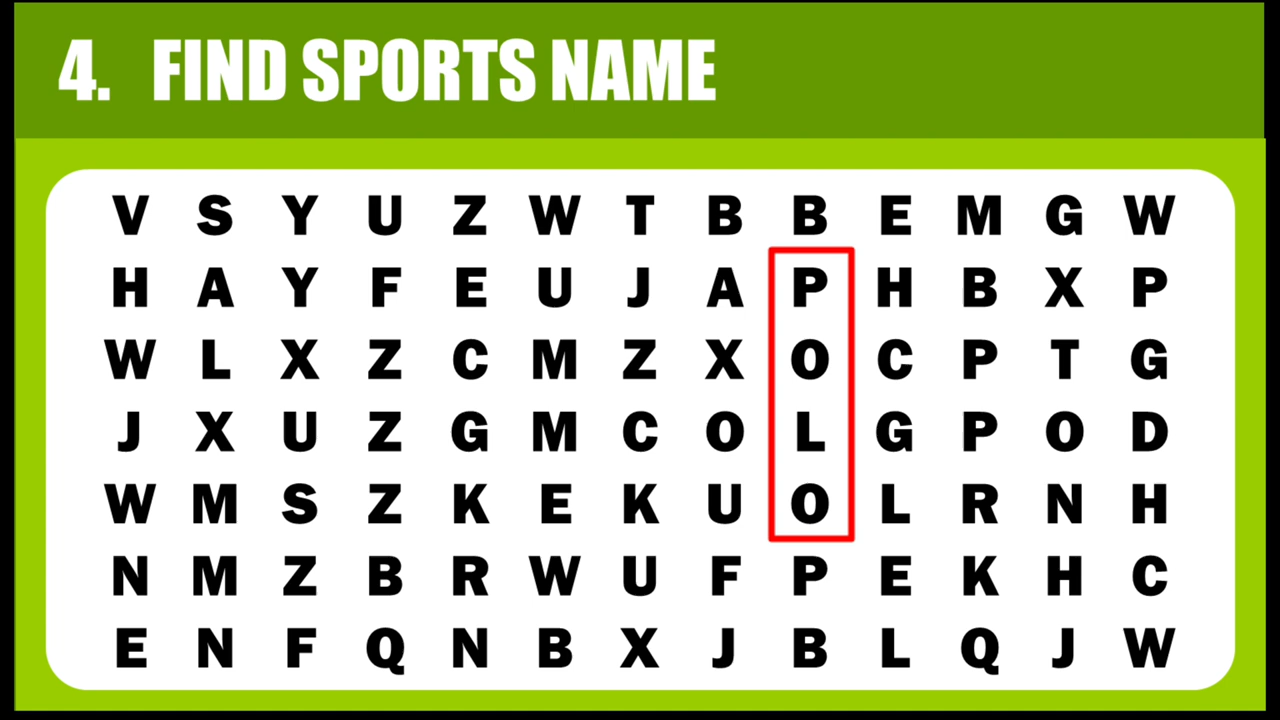 4. FIND SPORTS NAME
V S Y U Z W T B B E M G W
H A Y F E U J A P H B X P
W L X Z C M Z X O C P T G
J X U Z G M C O L G P O D
W M S Z K E K U O L R N H
N M Z B R W U F P E K H C
E N F Q N B X J B L Q J W